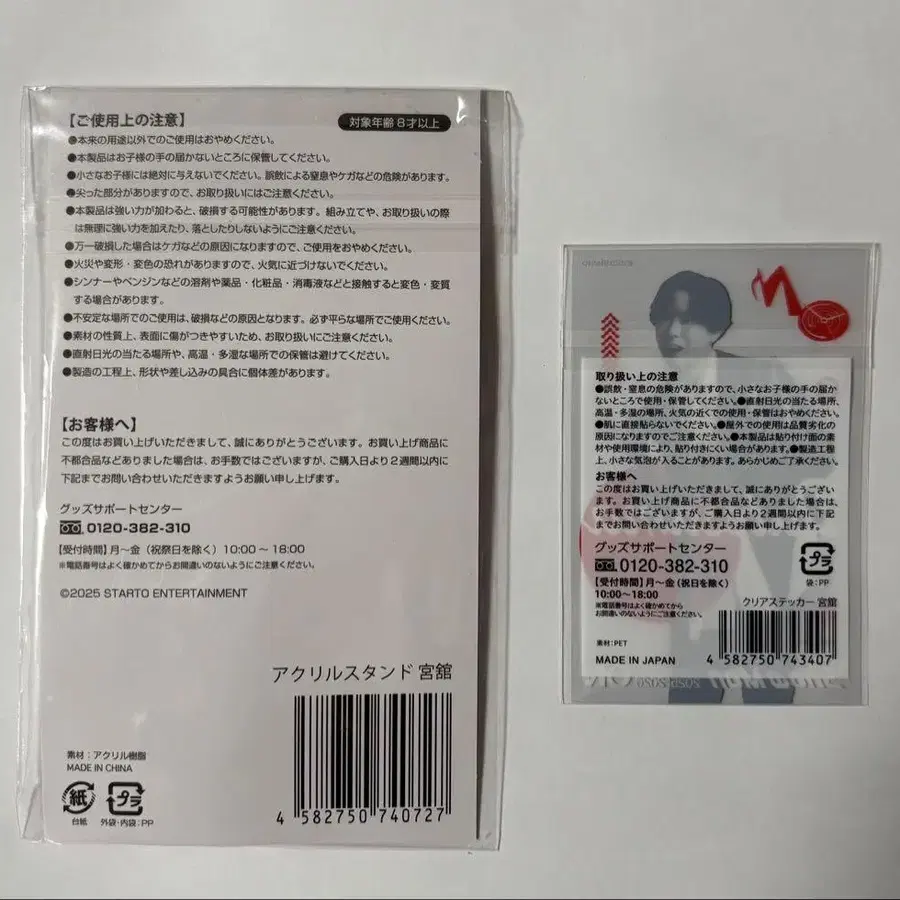 【ご使用上の注意】
対象年齢 8才以上
●本来の用途以外でのご使用はおやめください。
●本製品はお子様の手の届かないところに保管してください。
●小さなお子様には絶対に与えないでください。誤飲による窒息やケガなどの危険があります。
●尖った部分がありますので、お取り扱いにはご注意ください。
●本製品は強い力が加わると、破損する可能性があります。組み立てや、お取り扱いの際
は無理に強い力を加えたり、落としたりしないようにご注意ください。
●万一破損した場合はケガなどの原因になりますので、ご使用をおやめください。
●火災や変形・変色の恐れがありますので、火気に近づけないでください。
●シンナーやベンジンなどの溶剤や薬品・化粧品・消毒液などと接触すると変色・変質
する場合があります。
●不安定な場所でのご使用は、破損などの原因となります。必ず平らな場所でご使用ください。
●素材の性質上、表面に傷がつきやすいため、お取り扱いにご注意ください。
●直射日光の当たる場所や、高温・多湿な場所での保管は避けてください。
●製造の工程上、形状や差し込みの具合に個体差があります。
【お客様へ】
この度はお買い上げいただきまして、誠にありがとうございます。お買い上げ商品に
不都合品などありました場合は、お手数ではございますが、ご購入日より2週間以内に
下記までお問い合わせいただきますようお願い申し上げます。
グッズサポートセンター
0120-382-310
【受付時間】月～金（祝祭日を除く）10:00～18:00
※電話番号はよく確かめてからお間違いのないようにご注意ください。
©2025 STARTO ENTERTAINMENT
アクリルスタンド 宮舘
素材：アクリル樹脂
MADE IN CHINA
紙
台紙
プラ
外袋・内袋：PP
4 582750 740727
取り扱い上の注意
●誤飲・窒息の危険がありますので、小さなお子様の手の届か
ないところで使用・保管してください。●直射日光の当たる場所、
高温・多湿の場所、火気の近くでの使用・保管はおやめください。
●肌に直接貼らないでください。●屋外での使用は品質劣化の
原因になりますのでご注意ください。●本製品は貼り付け面の素
材や使用環境により、貼り付きにくい場合があります。●製造工程
上、小さな気泡が入ることがあります。あらかじめご了承ください。
お客様へ
この度はお買い上げいただきまして、誠にありがとうござい
ます。お買い上げ商品に不都合品などありました場合は、
お手数ではございますが、ご購入日より2週間以内に下記
までお問い合わせいただきますようお願い申し上げます。
グッズサポートセンター
0120-382-310
【受付時間】月～金（祝日を除く）
10:00～18:00
※電話番号はよく確かめてから
お間違いのないようにご注意ください。
プラ
袋：PP
クリアステッカー 宮舘
素材：PET
MADE IN JAPAN
4 582750 743407